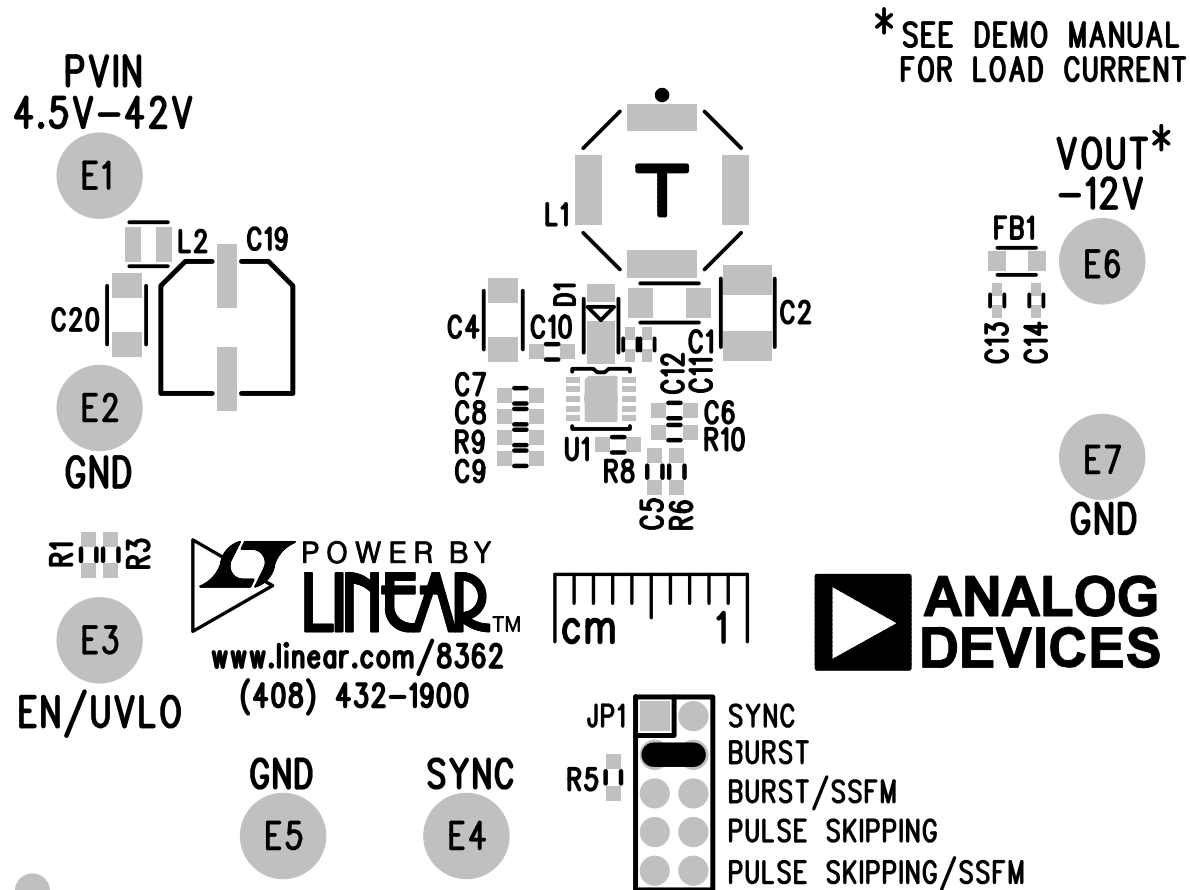 *SEE DEMO MANUAL
FOR LOAD CURRENT
PVIN
4.5V-42V
E1
VOUT*
-12V
T
L1
L2
C19
FB1
E6
C20
C4
C10
D1
C1
C2
C12
C11
C13
C14
E2
GND
C7
C8
R9
C9
U1
R8
C6
R10
C5
R6
E7
GND
R1
R3
E3
EN/UVLO
POWER BY
LINEAR™
www.linear.com/8362
(408) 432-1900
cm 1
ANALOG
DEVICES
GND
E5
SYNC
E4
JP1
R5
SYNC
BURST
BURST/SSFM
PULSE SKIPPING
PULSE SKIPPING/SSFM